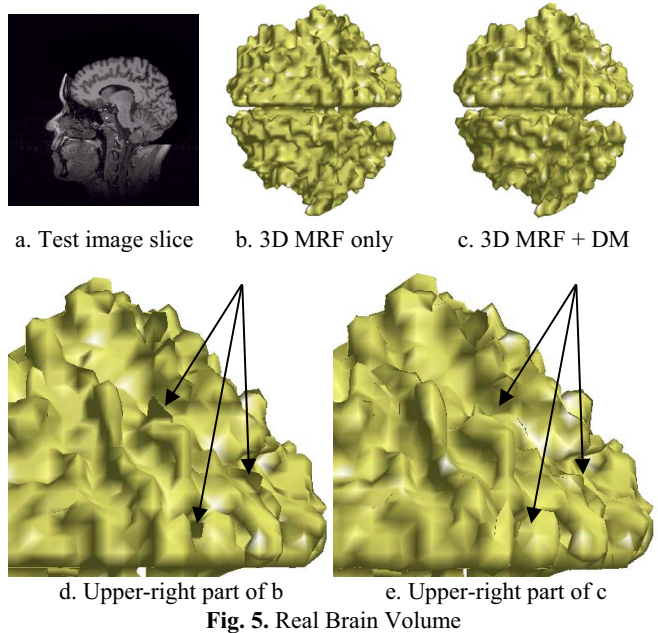 a. Test image slice
b. 3D MRF only
c. 3D MRF + DM
d. Upper-right part of b
e. Upper-right part of c
Fig. 5. Real Brain Volume